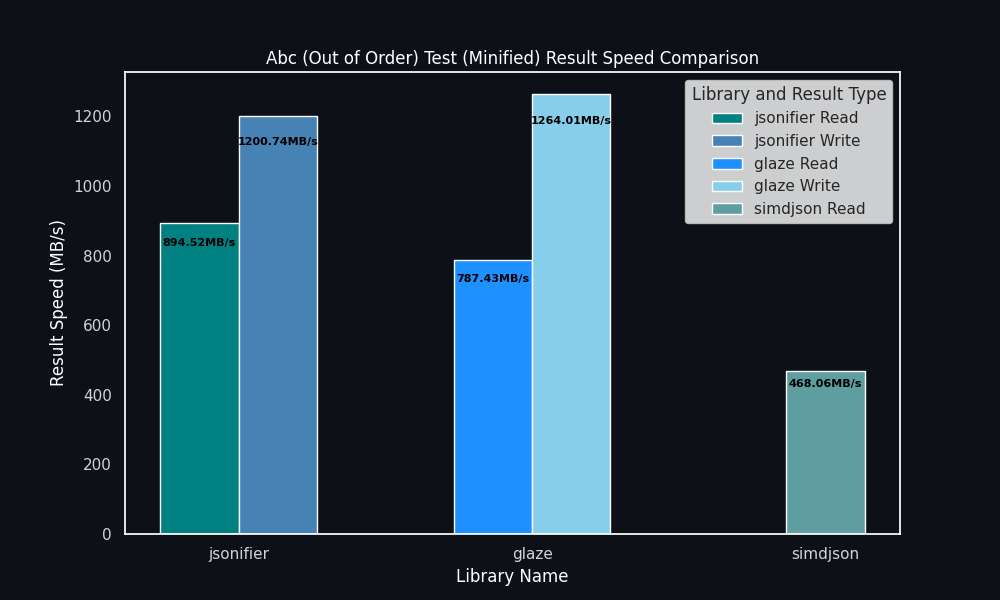 Abc (Out of Order) Test (Minified) Result Speed Comparison
Library and Result Type
jsonifier Read
jsonifier Write
glaze Read
glaze Write
simdjson Read
Result Speed (MB/s)
1200
1000
800
600
400
200
0
894.52MB/s
1200.74MB/s
787.43MB/s
1264.01MB/s
468.06MB/s
jsonifier
glaze
simdjson
Library Name